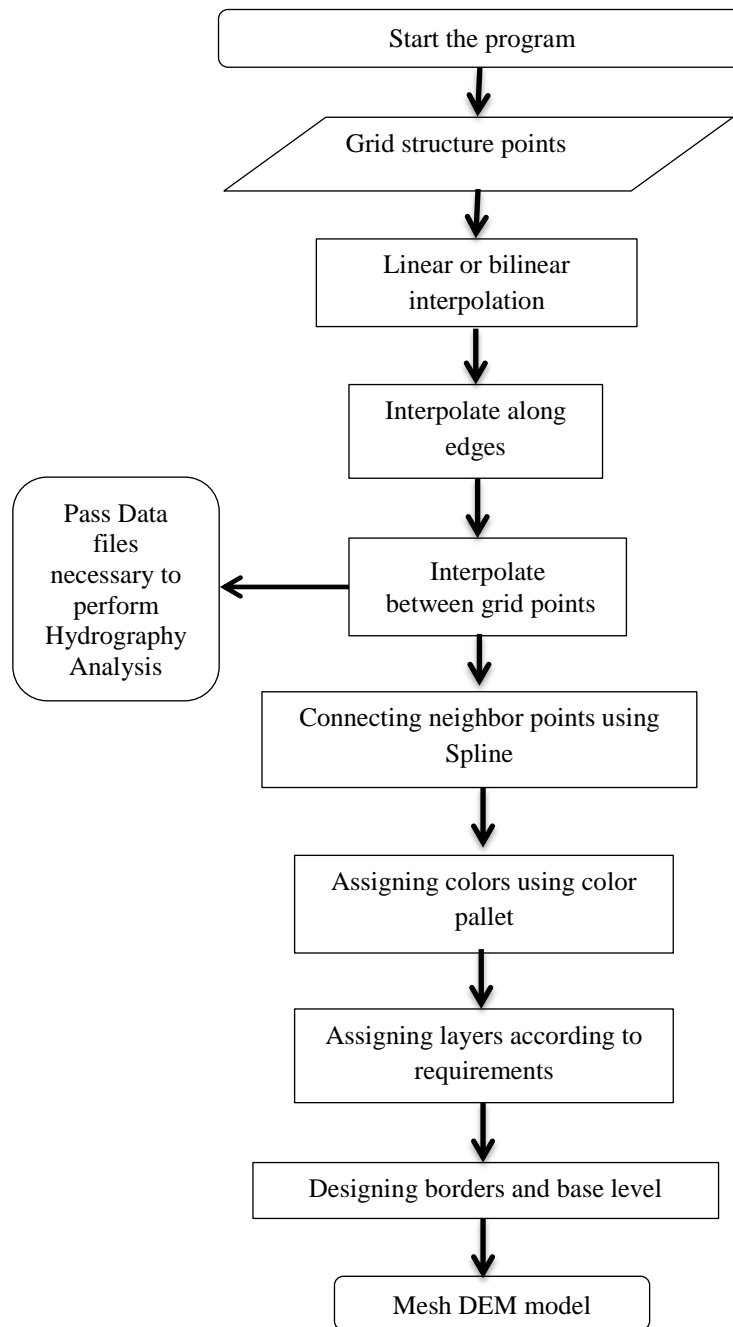 Start the program
Grid structure points
Linear or bilinear
interpolation
Interpolate along
edges
Pass Data
files
necessary to
perform
Hydrography
Analysis
Interpolate
between grid points
Connecting neighbor points using
Spline
Assigning colors using color
pallet
Assigning layers according to
requirements
Designing borders and base level
Mesh DEM model